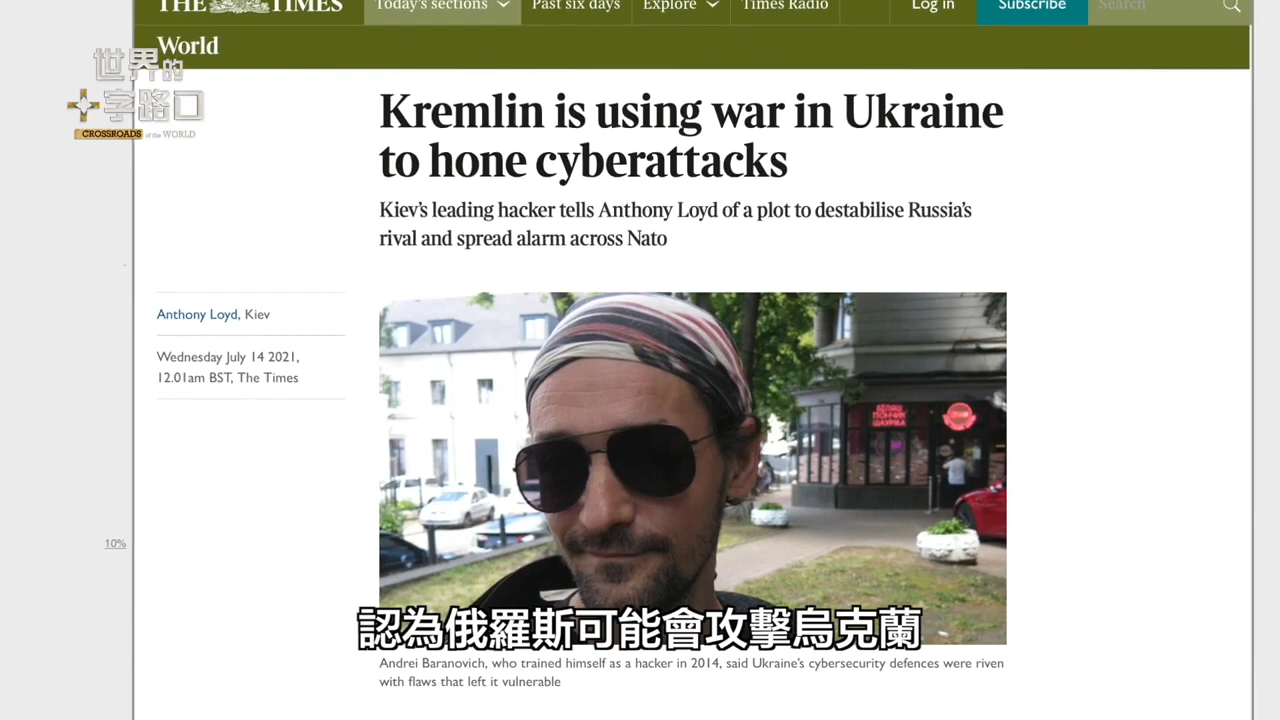 THE TIMES
Today's sections
Past six days
Explore
Times Radio
Log in
Subscribe
Search
World
世界的
十字路口
CROSSROADS of the WORLD
Kremlin is using war in Ukraine
to hone cyberattacks
Kiev's leading hacker tells Anthony Loyd of a plot to destabilise Russia's
rival and spread alarm across Nato
Anthony Loyd, Kiev
Wednesday July 14 2021,
12.01am BST, The Times
10%
認為俄羅斯可能會攻擊烏克蘭
Andrei Baranovich, who trained himself as a hacker in 2014, said Ukraine's cybersecurity defences were riven
with flaws that left it vulnerable